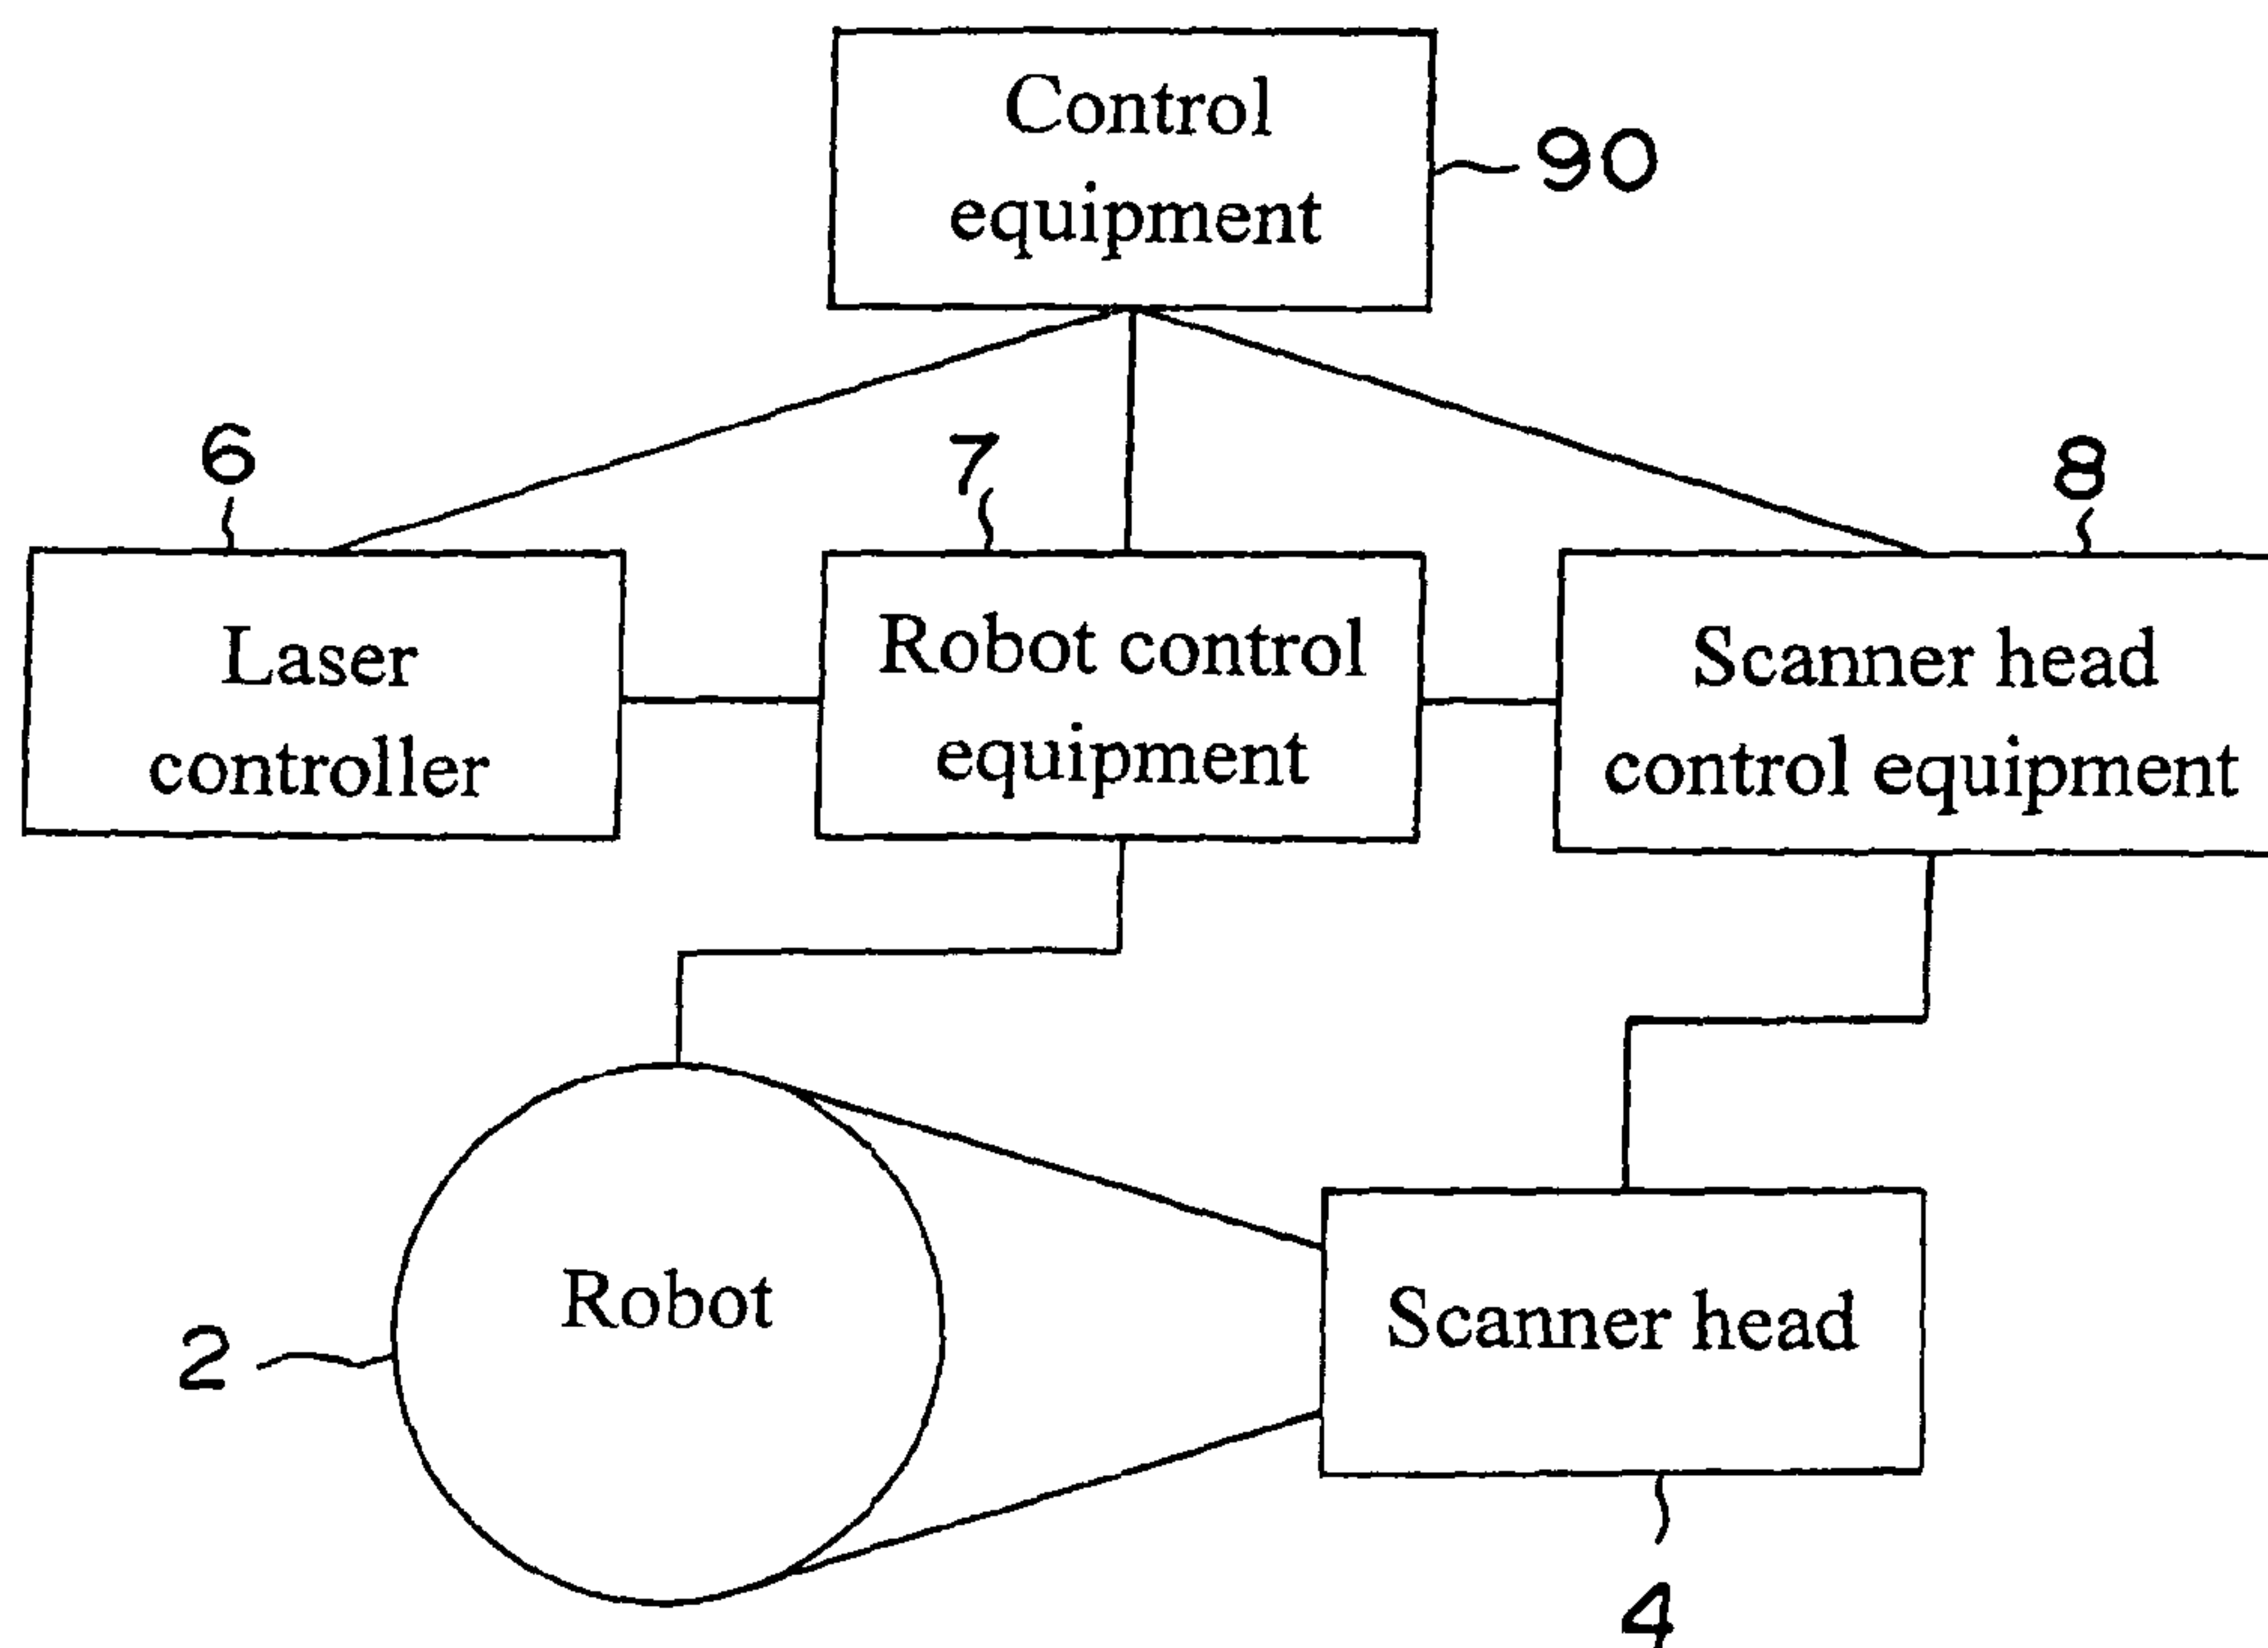 Control
equipment
90
6
7
8
Laser
controller
Robot control
equipment
Scanner head
control equipment
Robot
Scanner head
2
4